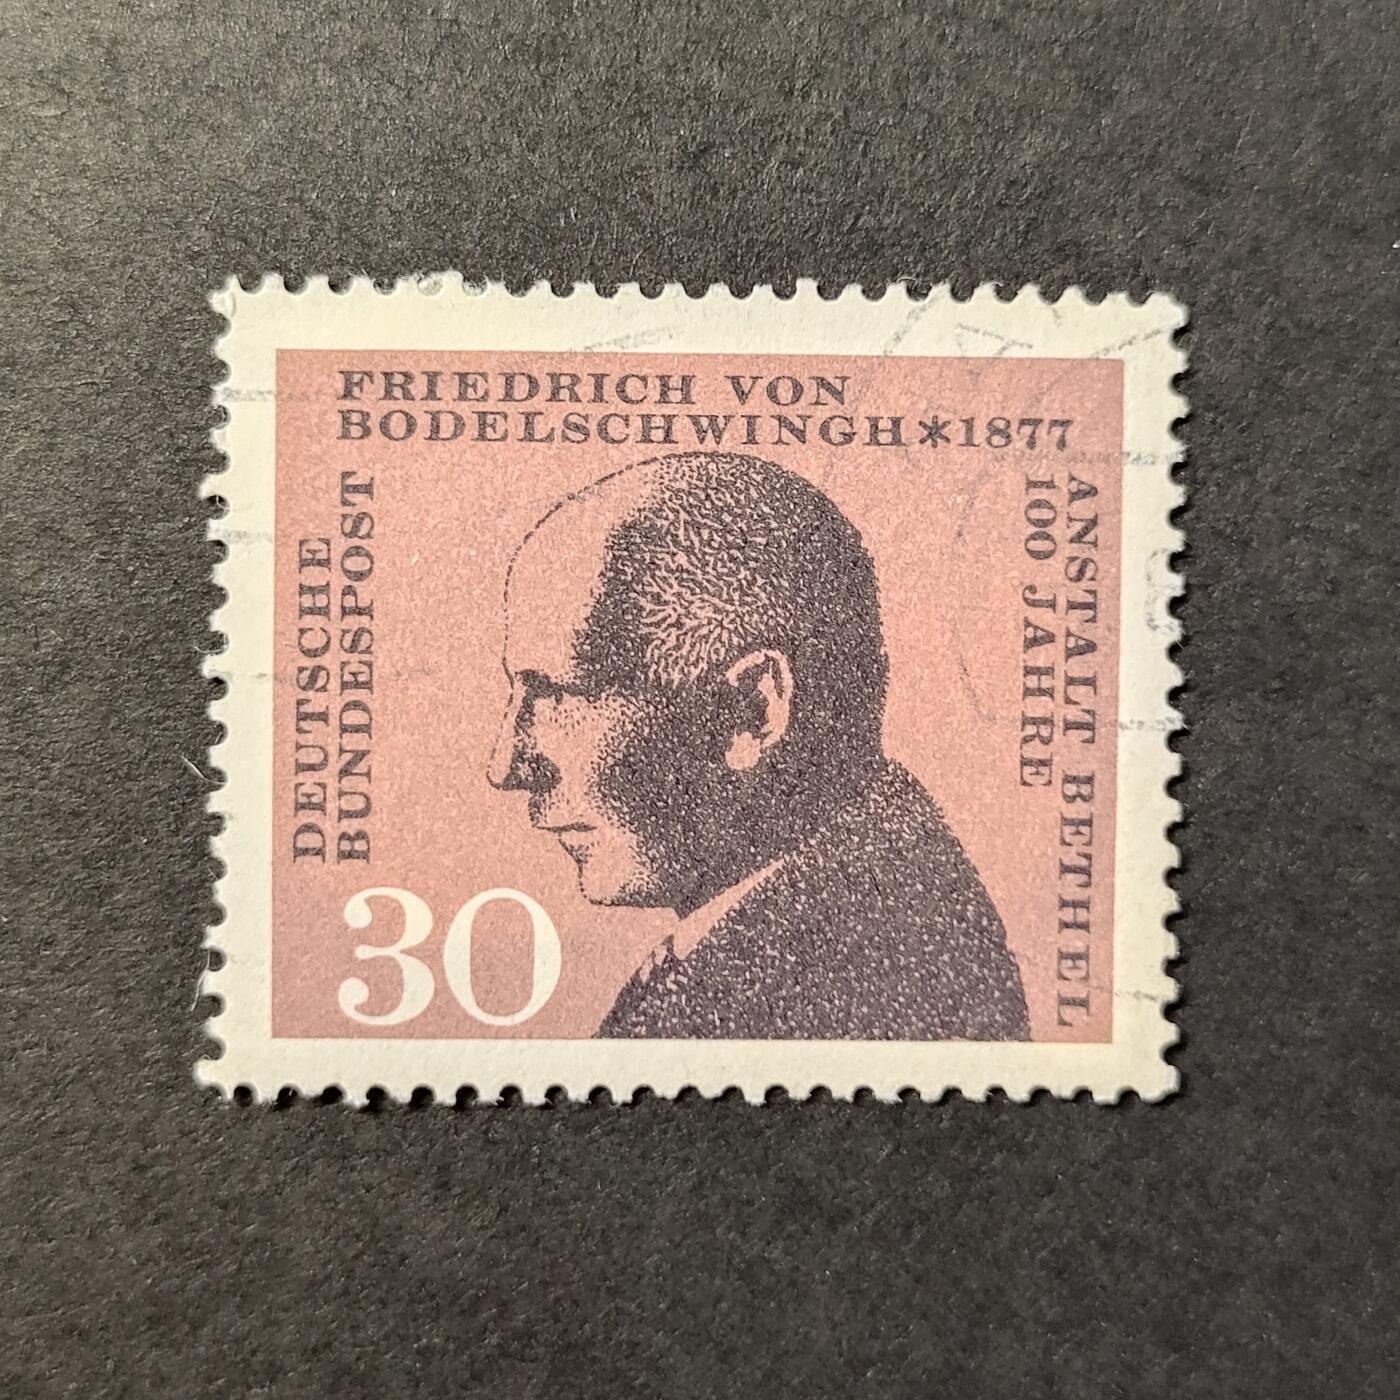 FRIEDRICH VON
BODELSCHWINGH*1877
ANSTALT BETHEL
100 JAHRE
DEUTSCHE
BUNDESPOST
30